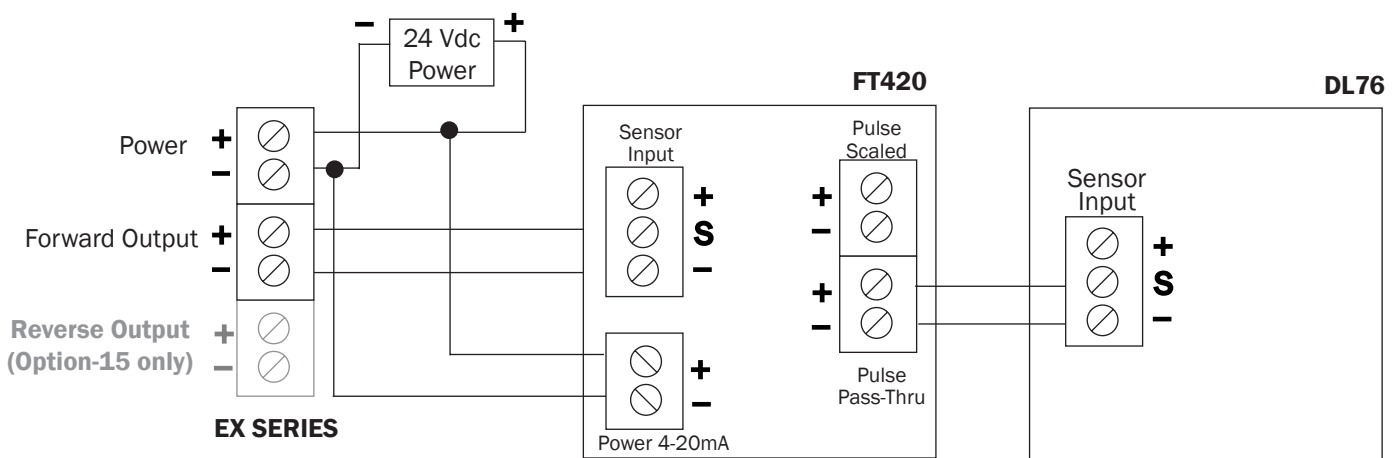 − 24 Vdc +
Power
FT420
DL76
Power + −
Forward Output + −
Reverse Output + −
(Option-15 only)
EX SERIES
Sensor
Input
+
S
−
+
−
Power 4-20mA
Pulse
Scaled
+
−
+
−
Pulse
Pass-Thru
Sensor
Input
+
S
−